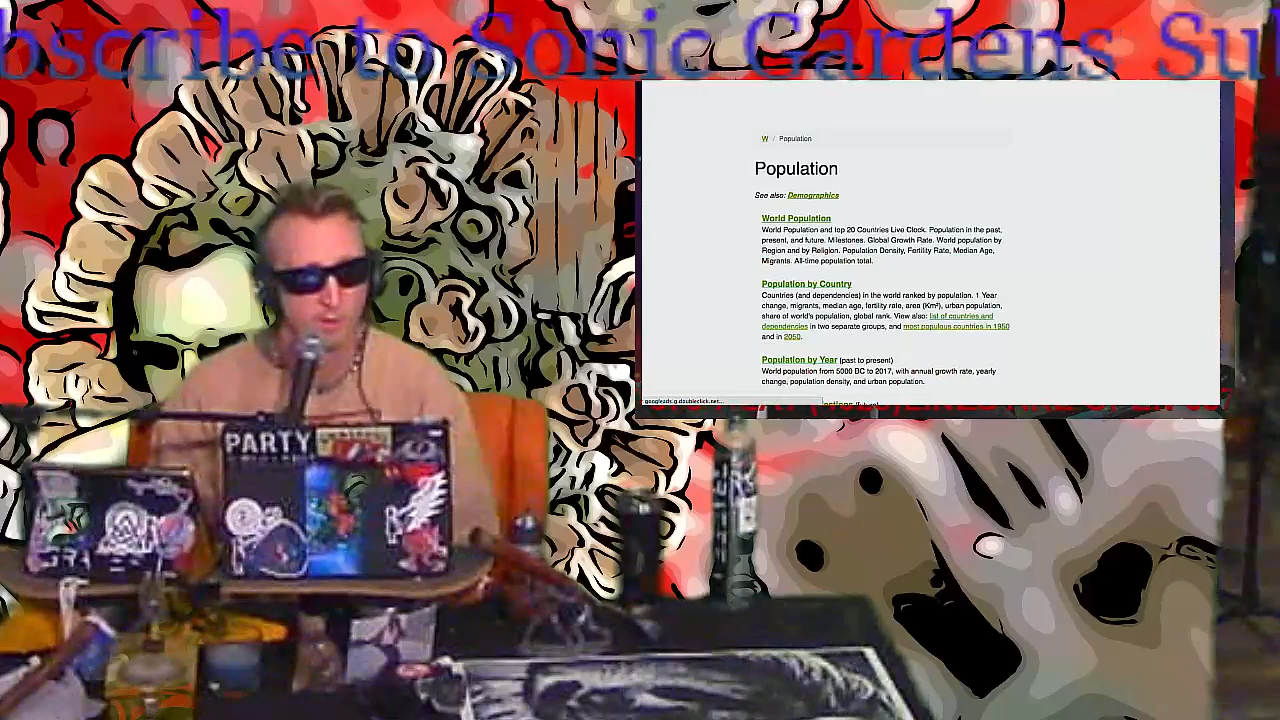 bscribe to Sonic Gardens Su
W / Population
Population
See also: Demographics
World Population
World Population and top 20 Countries Live Clock. Population in the past,
present, and future. Milestones. Global Growth Rate. World population by
Region and by Religion. Population Density, Fertility Rate, Median Age,
Migrants. All-time population total.
Population by Country
Countries (and dependencies) in the world ranked by population. 1 Year
change, migrants, median age, fertility rate, area (Km²), urban population,
share of world's population, global rank. View also: list of countries and
dependencies in two separate groups, and most populous countries in 1950
and in 2050.
Population by Year (past to present)
World population from 5000 BC to 2017, with annual growth rate, yearly
change, population density, and urban population.
googleads.g.doubleclick.net...
PARTY